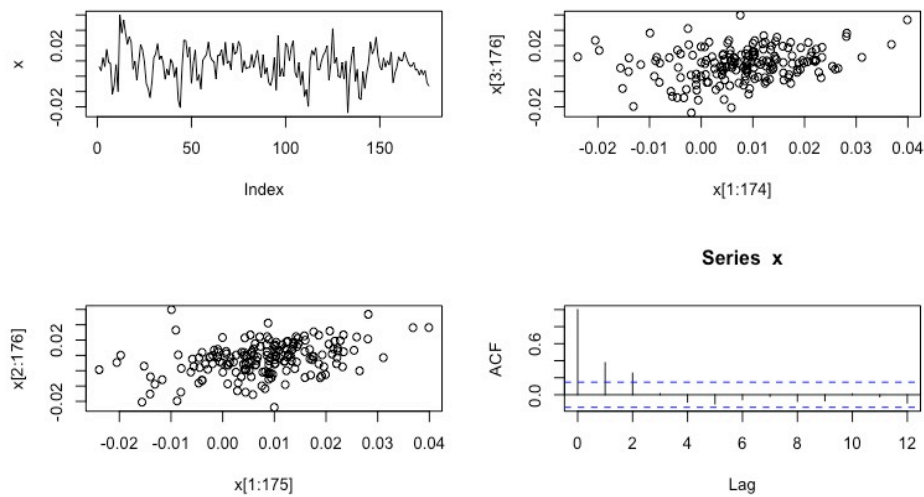 x
-0.02 0.02
0 50 100 150
Index
x[3:176]
-0.02 0.02
-0.02 -0.01 0.00 0.01 0.02 0.03 0.04
x[1:174]
x[2:176]
-0.02 0.02
-0.02 -0.01 0.00 0.01 0.02 0.03 0.04
x[1:175]
Series x
ACF
0.0 0.6
0 2 4 6 8 10 12
Lag